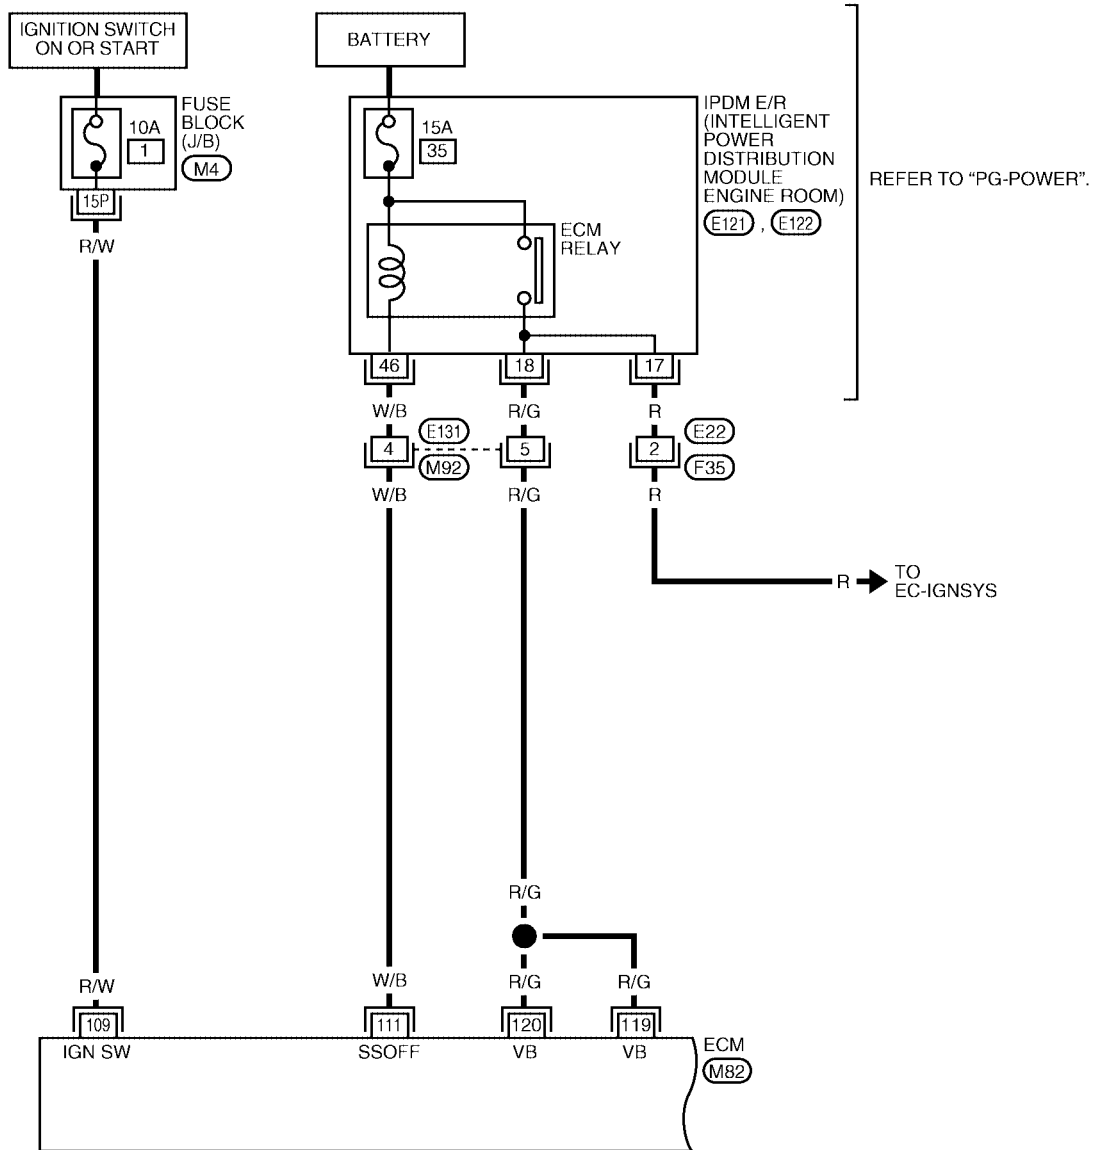 IGNITION SWITCH
ON OR START
BATTERY
FUSE
BLOCK
(J/B)
M4
10A
1
15P
R/W
15A
35
IPDM E/R
(INTELLIGENT
POWER
DISTRIBUTION
MODULE
ENGINE ROOM)
E121 , E122
REFER TO “PG-POWER”.
ECM
RELAY
46
18
17
W/B
R/G
R
4
E131
M92
5
2
E22
F35
W/B
R/G
R
R
TO
EC-IGNSYS
R/G
R/W
W/B
R/G
R/G
109
111
120
119
IGN SW
SSOFF
VB
VB
ECM
M82